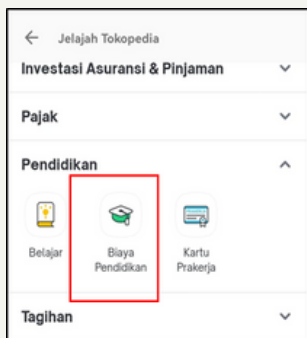 Jelajah Tokopedia
Investasi Asuransi & Pinjaman
Pajak
Pendidikan
Belajar
Biaya
Pendidikan
Kartu
Prakerja
Tagihan